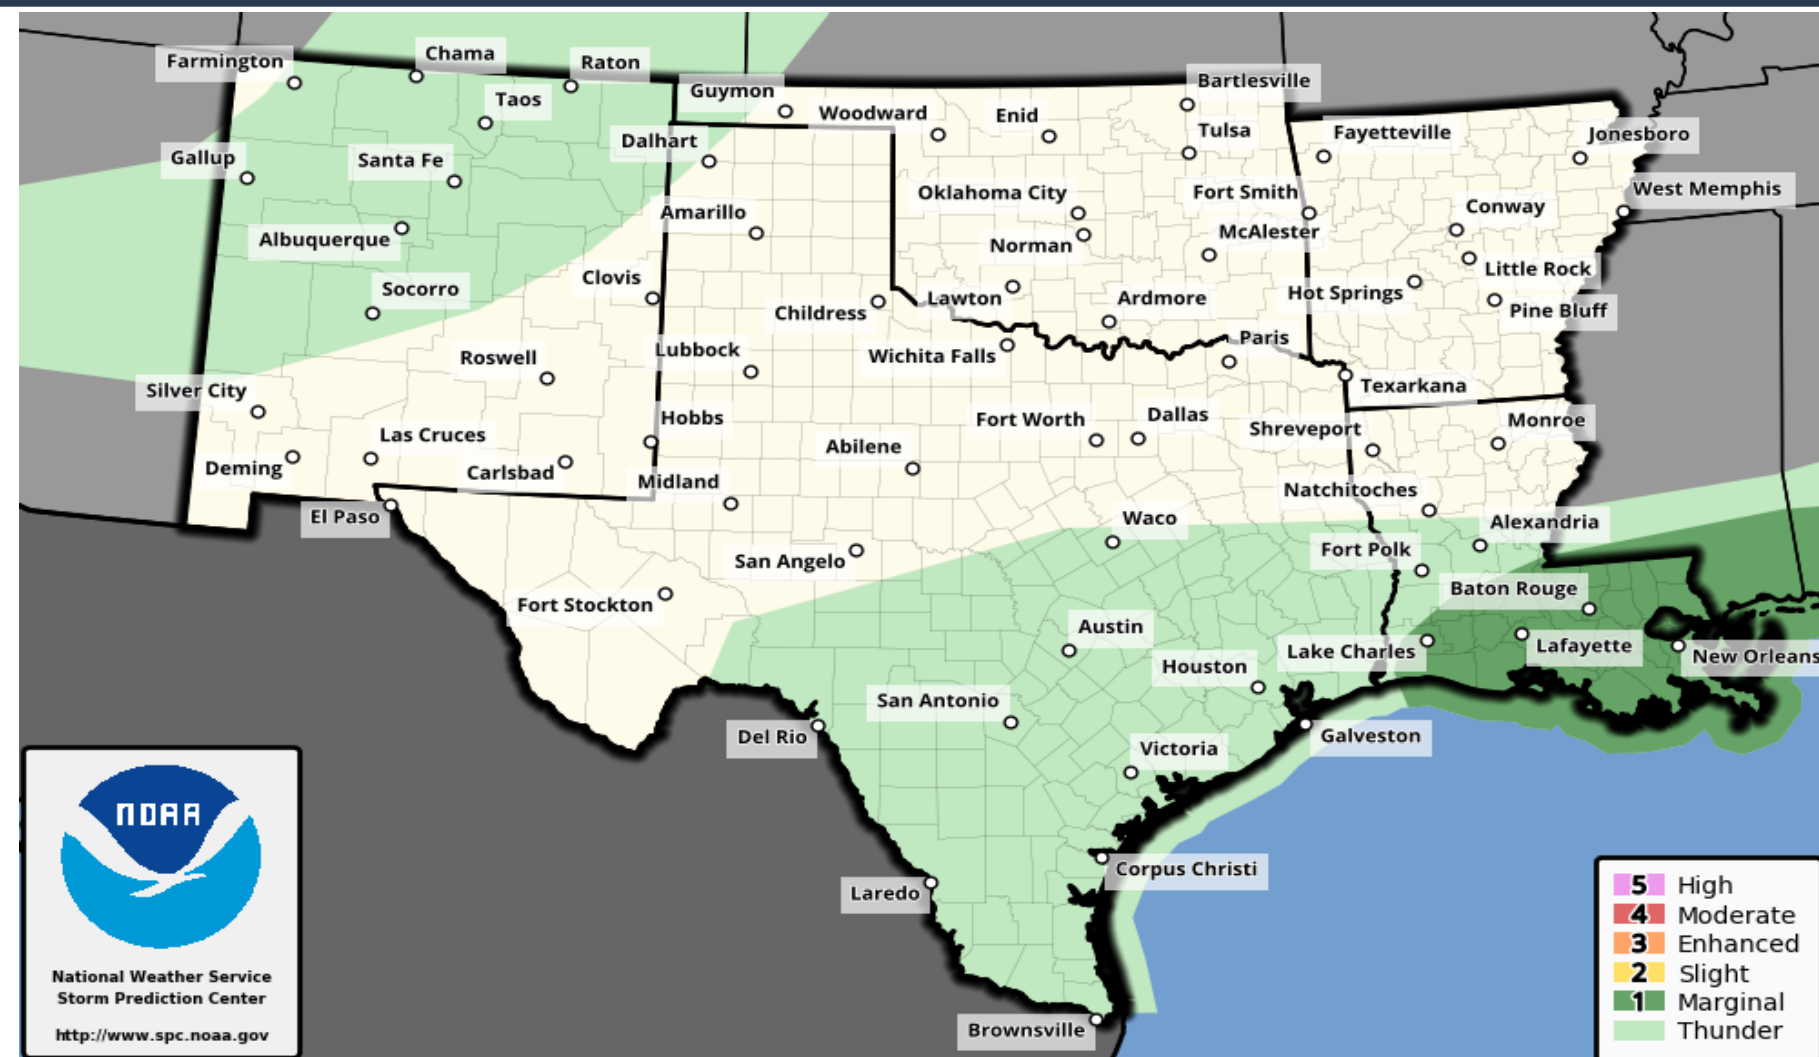 Farmington
Chama
Raton
Taos
Guymon
Woodward
Enid
Bartlesville
Tulsa
Fayetteville
Jonesboro
Gallup
Santa Fe
Dalhart
Oklahoma City
Fort Smith
West Memphis
Conway
Albuquerque
Amarillo
Norman
McAlester
Little Rock
Socorro
Clovis
Childress
Lawton
Ardmore
Hot Springs
Pine Bluff
Roswell
Lubbock
Wichita Falls
Paris
Texarkana
Silver City
Hobbs
Las Cruces
Abilene
Fort Worth
Dallas
Shreveport
Monroe
Deming
Carlsbad
Midland
Natchitoches
El Paso
Waco
Alexandria
San Angelo
Fort Polk
Fort Stockton
Baton Rouge
Austin
Houston
Lake Charles
Lafayette
New Orleans
Del Rio
San Antonio
Galveston
Victoria
Corpus Christi
Laredo
Brownsville
NOAA
National Weather Service
Storm Prediction Center
http://www.spc.noaa.gov
5 High
4 Moderate
3 Enhanced
2 Slight
1 Marginal
Thunder